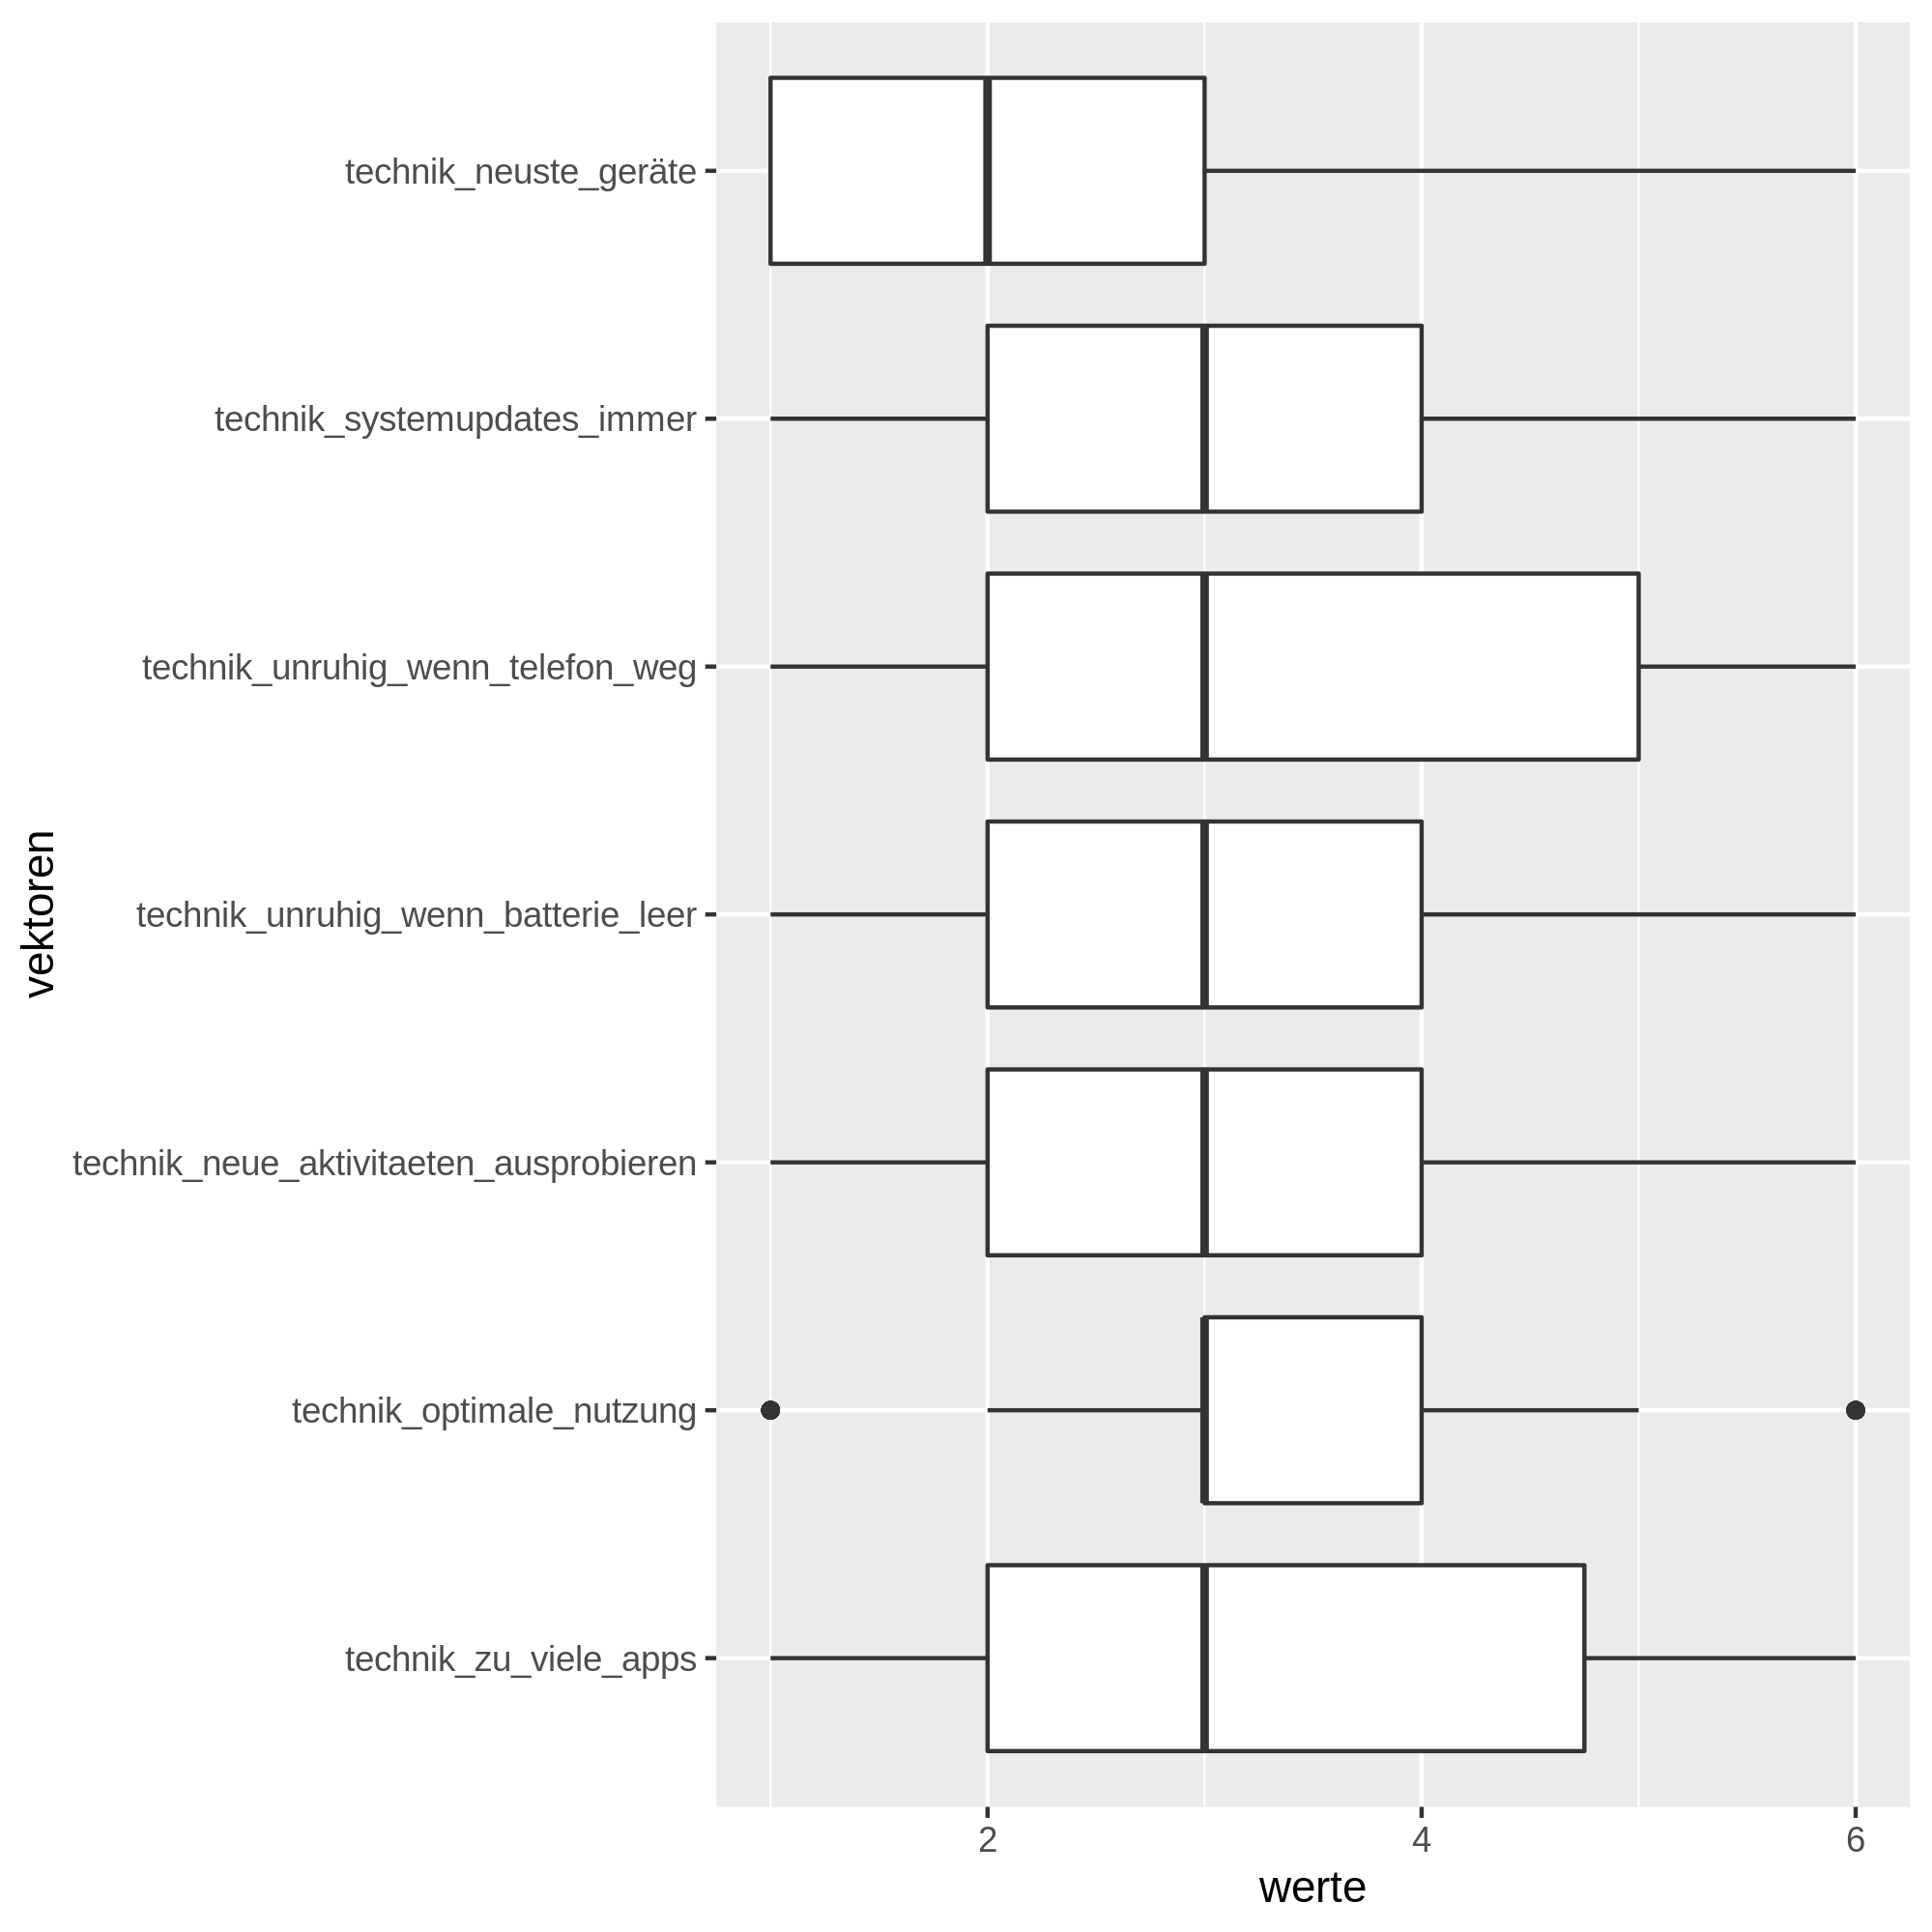 technik_neuste_geräte
technik_systemupdates_immer
technik_unruhig_wenn_telefon_weg
technik_unruhig_wenn_batterie_leer
technik_neue_aktivitaeten_ausprobieren
technik_optimale_nutzung
technik_zu_viele_apps
vektoren
2 4 6
werte